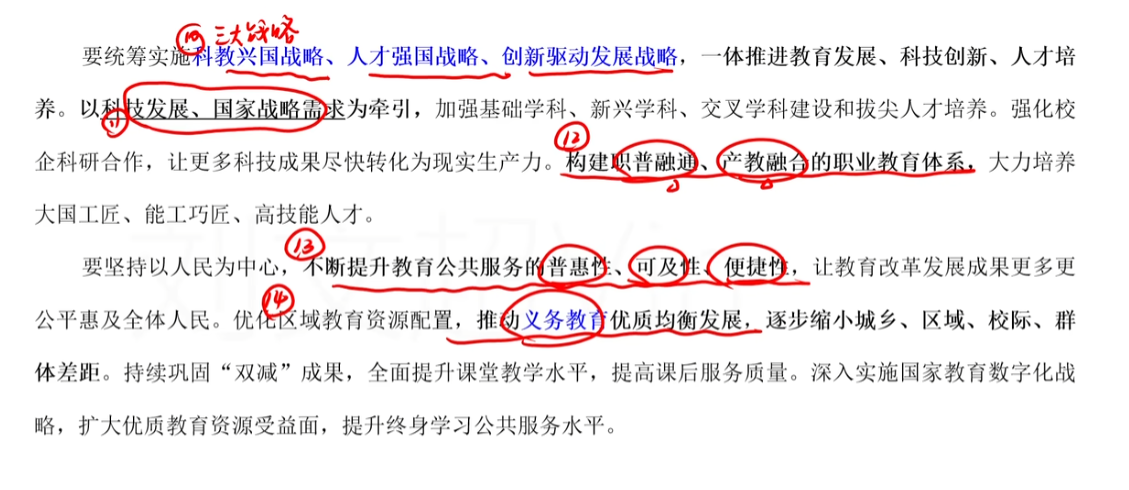 ⑩ 三大战略
要统筹实施科教兴国战略、人才强国战略、创新驱动发展战略，一体推进教育发展、科技创新、人才培
养。以科技发展、国家战略需求为牵引，加强基础学科、新兴学科、交叉学科建设和拔尖人才培养。强化校
⑪
⑫
企科研合作，让更多科技成果尽快转化为现实生产力。构建职普融通、产教融合的职业教育体系，大力培养
大国工匠、能工巧匠、高技能人才。
⑬
要坚持以人民为中心，不断提升教育公共服务的普惠性、可及性、便捷性，让教育改革发展成果更多更
⑭
公平惠及全体人民。优化区域教育资源配置，推动义务教育优质均衡发展，逐步缩小城乡、区域、校际、群
体差距。持续巩固“双减”成果，全面提升课堂教学水平，提高课后服务质量。深入实施国家教育数字化战
略，扩大优质教育资源受益面，提升终身学习公共服务水平。